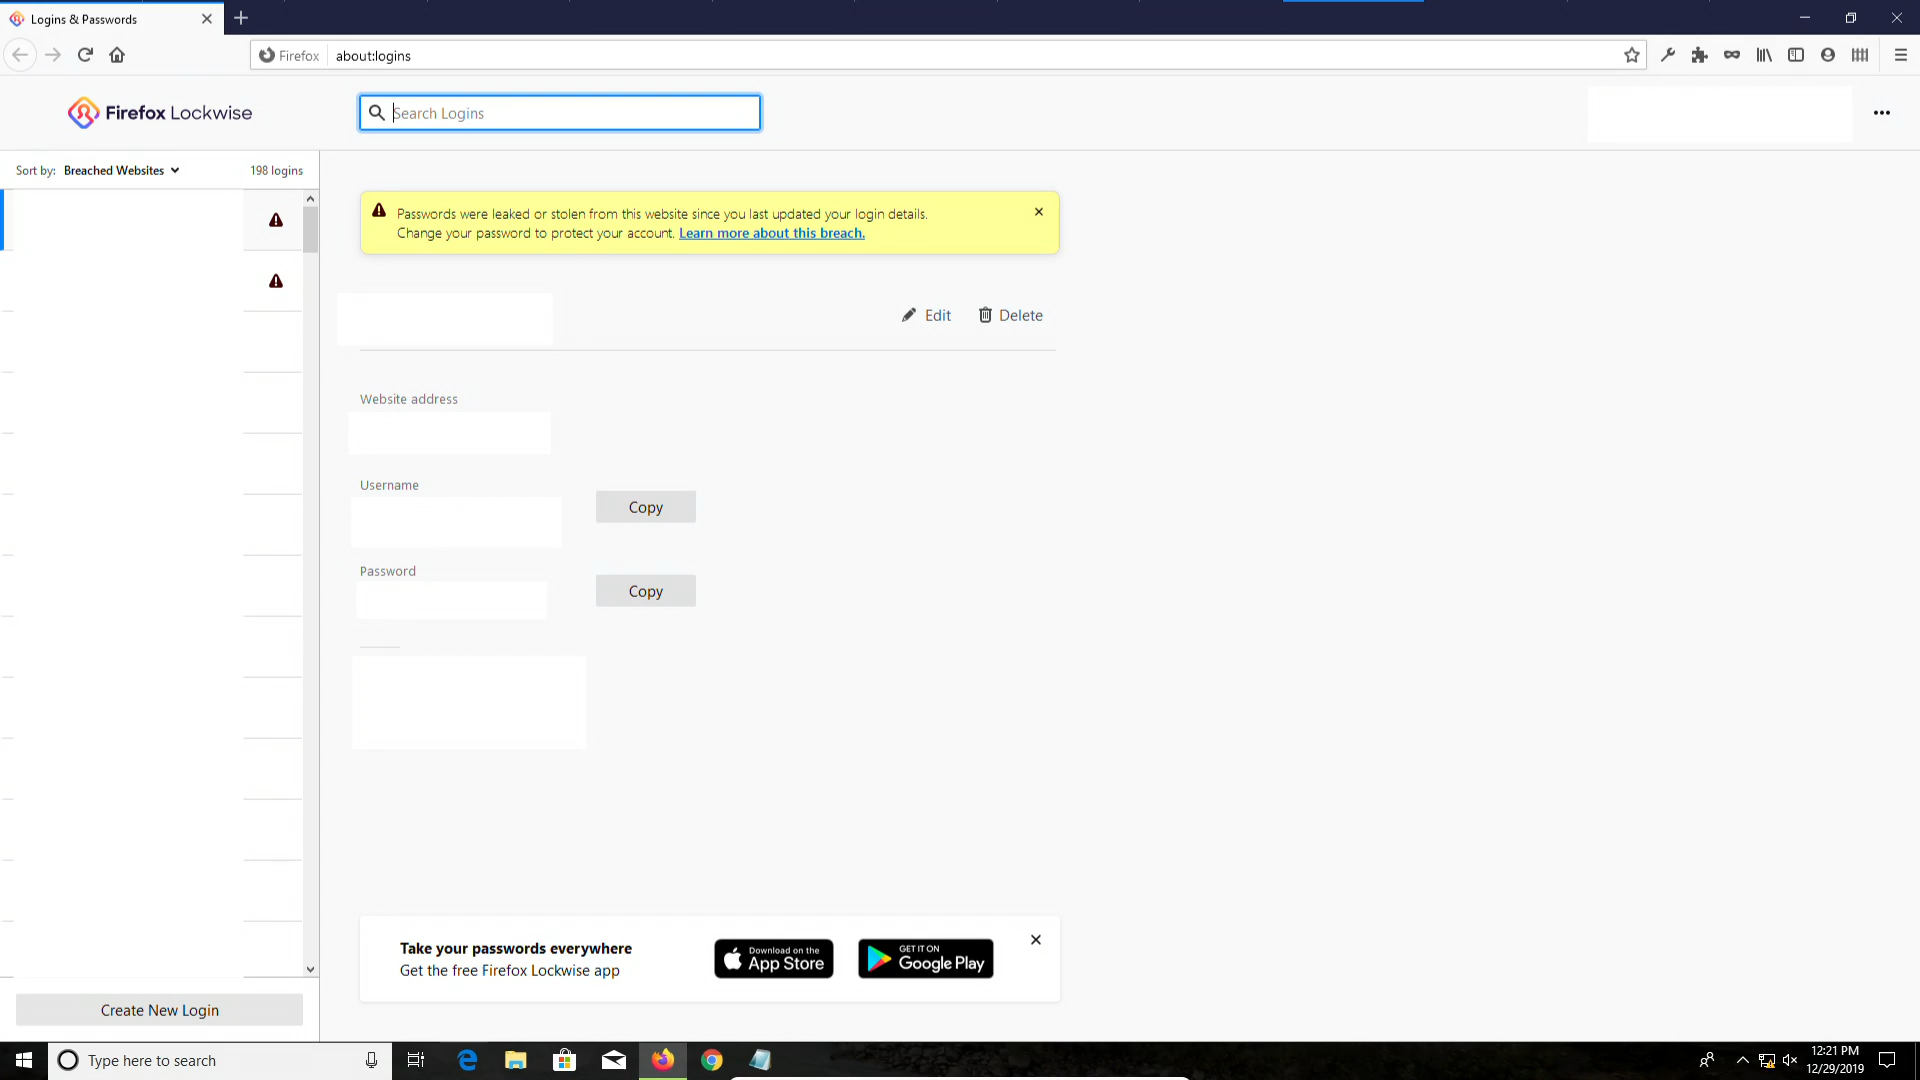 Logins & Passwords
Firefox
about:logins
Firefox Lockwise
Search Logins
Sort by: Breached Websites
198 logins
Passwords were leaked or stolen from this website since you last updated your login details.
Change your password to protect your account. Learn more about this breach.
Edit
Delete
Website address
Username
Copy
Password
Copy
Take your passwords everywhere
Get the free Firefox Lockwise app
Download on the
App Store
GET IT ON
Google Play
Create New Login
Type here to search
12:21 PM
12/29/2019